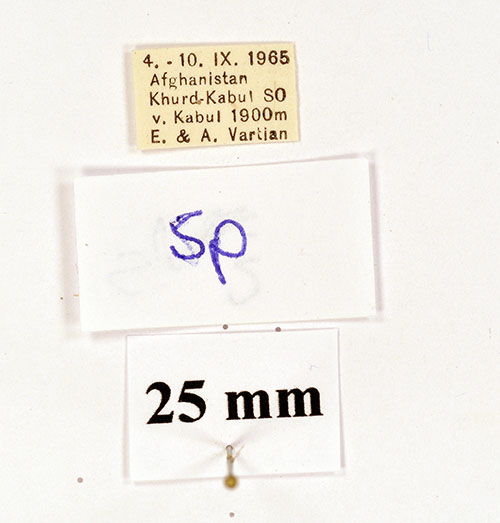 4. - 10. IX. 1965
Afghanistan
Khurd-Kabul SO
v. Kabul 1900m
E. & A. Vartian
Sp
25 mm